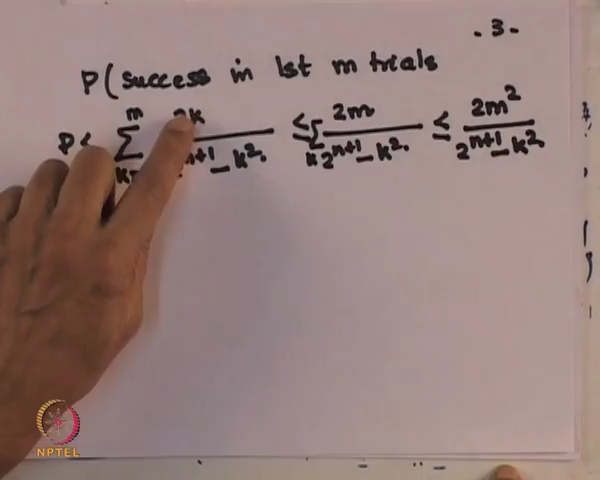 . 3 .
P ( success in 1st m trials
P ≤ ∑ m 2k / 2^{n+1} - k². ≤ ∑ k 2m / 2^{n+1} - k². ≤ 2m² / 2^{n+1} - k²
NPTEL